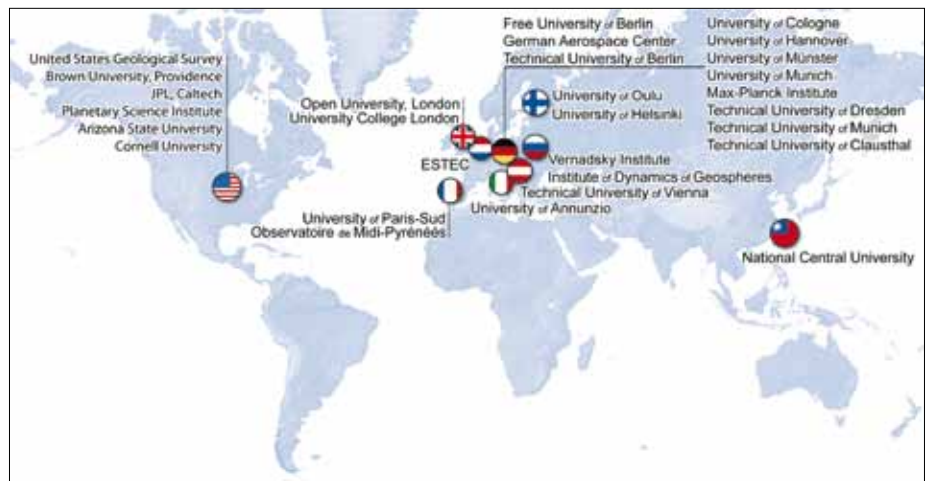 United States Geological Survey
Brown University, Providence
JPL, Caltech
Planetary Science Institute
Arizona State University
Cornell University
Open University, London
University College London
ESTEC
University of Paris-Sud
Observatoire de Midi-Pyrénéés
Free University of Berlin
German Aerospace Center
Technical University of Berlin
University of Cologne
University of Hannover
University of Münster
University of Munich
Max-Planck Institute
Technical University of Dresden
Technical University of Munich
Technical University of Clausthal
University of Oulu
University of Helsinki
Vernadsky Institute
Institute of Dynamics of Geospheres
Technical University of Vienna
University of Annunzio
National Central University